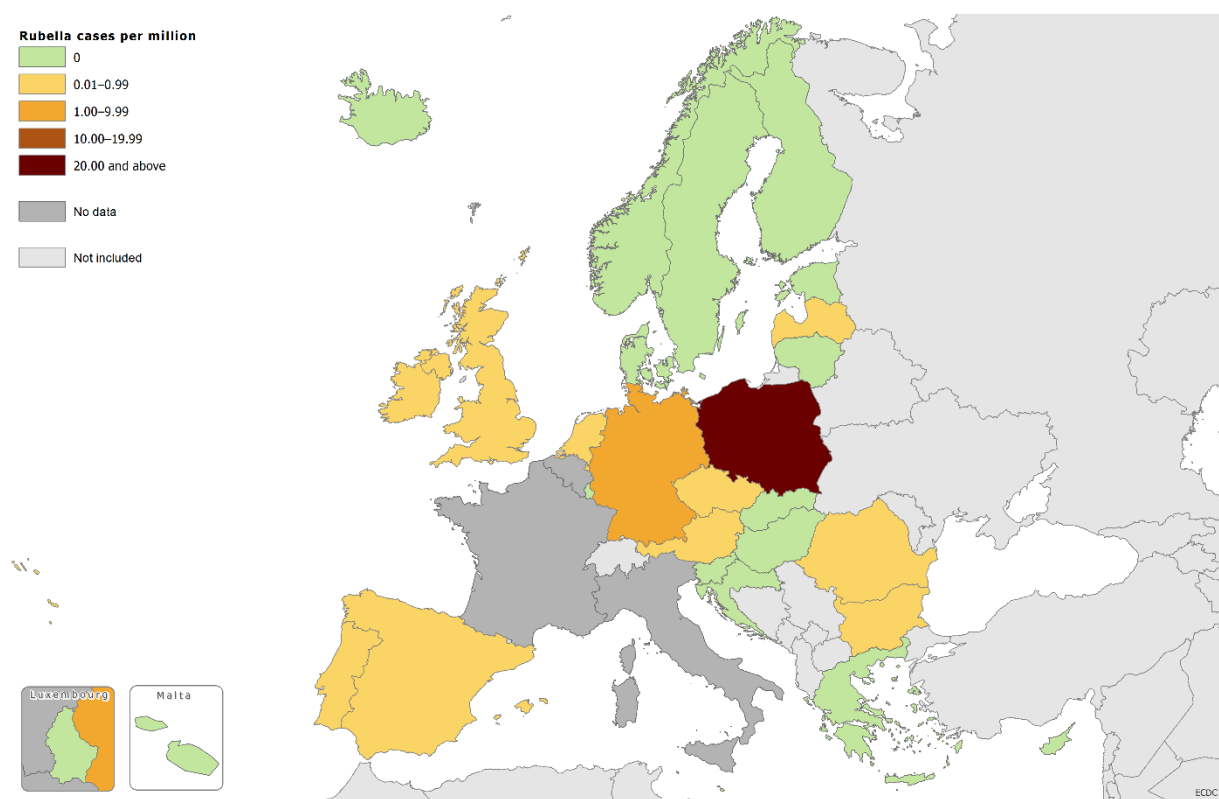 Rubella cases per million
0
0.01–0.99
1.00–9.99
10.00–19.99
20.00 and above
No data
Not included
Luxembourg
Malta
ECDC